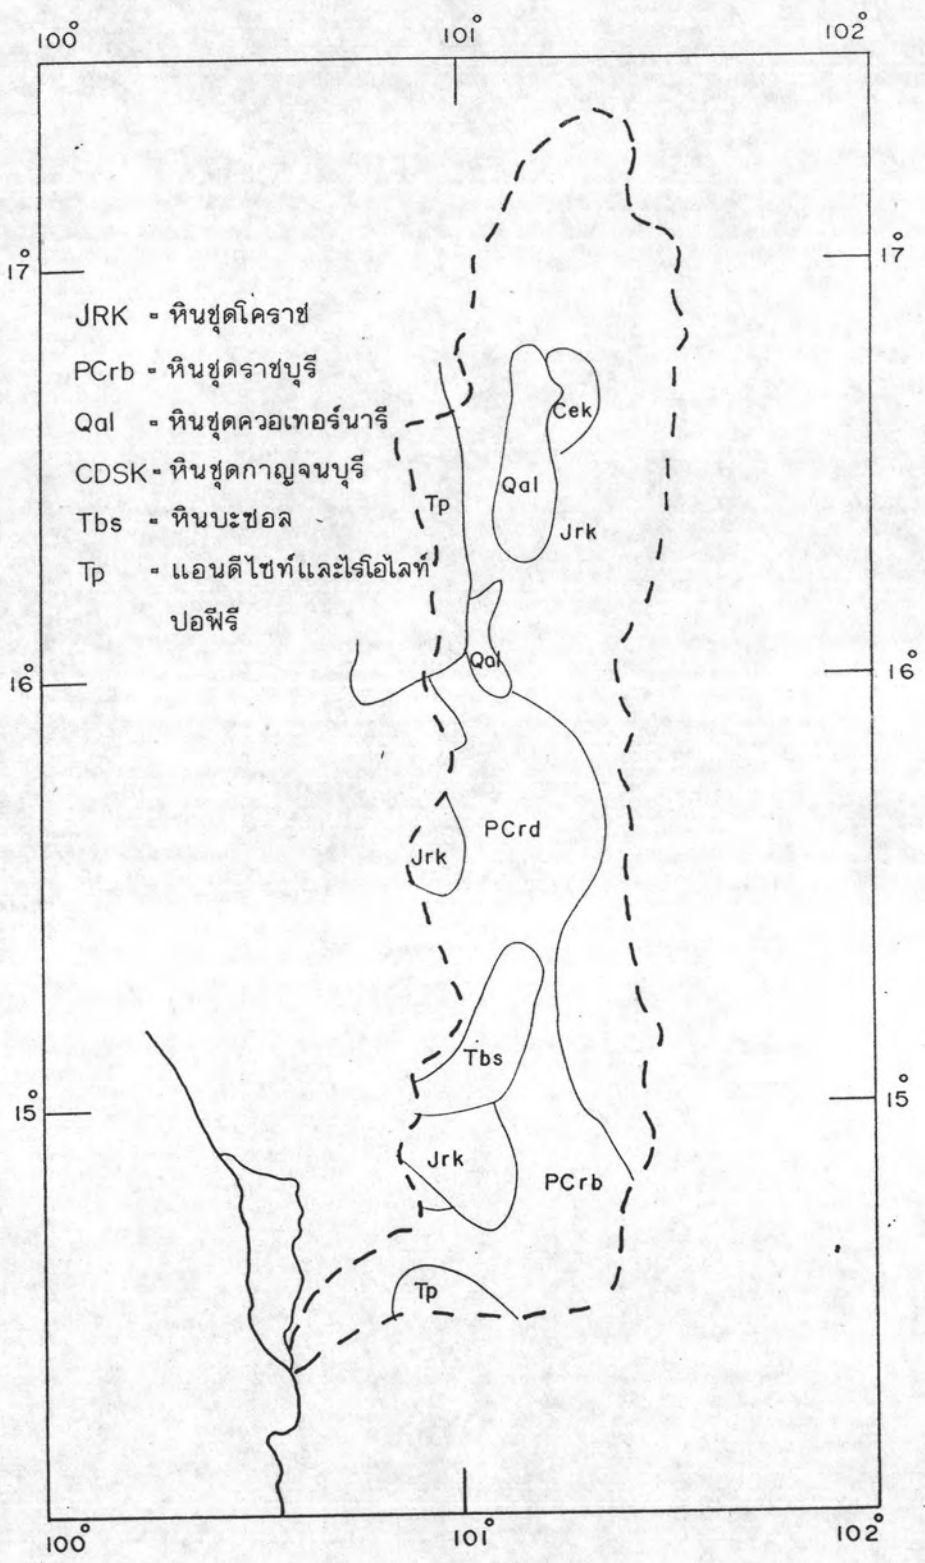 100° 101° 102°
17° 17°
JRK - หินชุดโคราช
PCrb - หินชุดราชบุรี
Qal - หินชุดควอเทอร์นารี
CDSK - หินชุดกาญจนบุรี
Tbs - หินบะซอล
Tp - แอนดีไซท์และไรโอไลท์
ปอฟีรี
Cek
Qal
Tp
Jrk
Qal
16° 16°
PCrd
Jrk
Tbs
15° 15°
Jrk
PCrb
Tp
100° 101° 102°